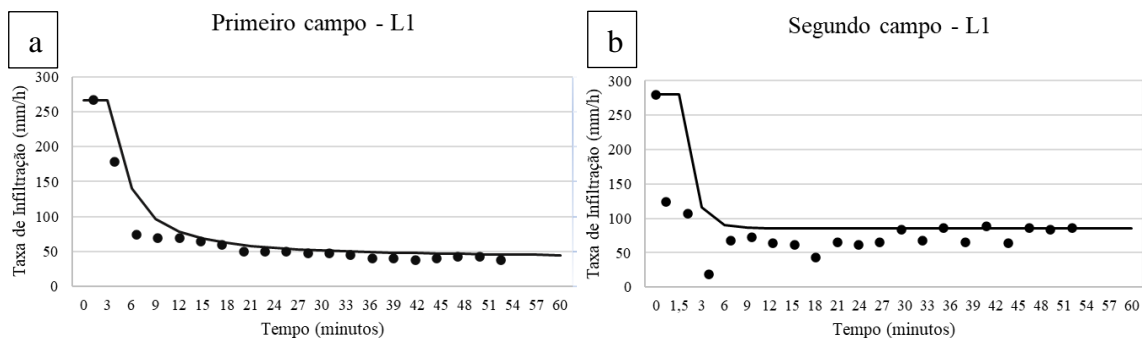 a
Primeiro campo - L1
Taxa de Infiltração (mm/h)
300
250
200
150
100
50
0
0 3 6 9 12 15 18 21 24 27 30 33 36 39 42 45 48 51 54 57 60
Tempo (minutos)
b
Segundo campo - L1
Taxa de Infiltração (mm/h)
300
250
200
150
100
50
0
0 1,5 3 6 9 12 15 18 21 24 27 30 33 36 39 42 45 48 51 54 57 60
Tempo (minutos)